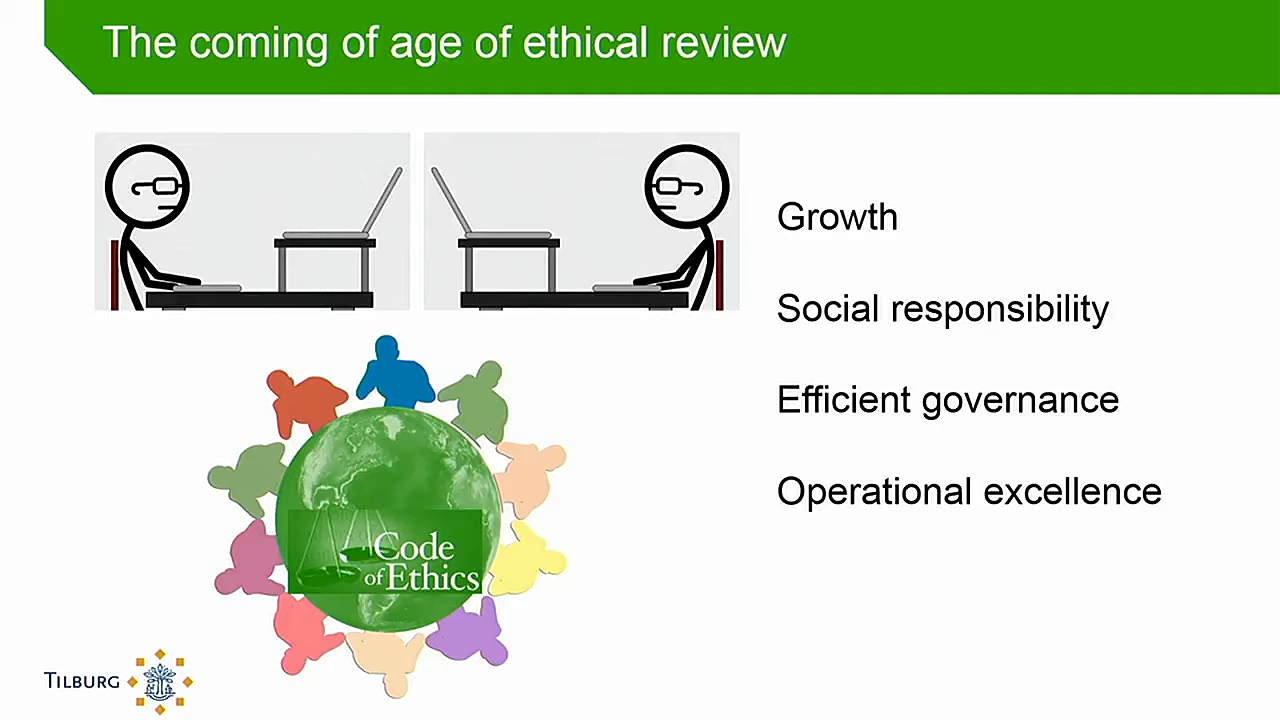 The coming of age of ethical review
Growth
Social responsibility
Efficient governance
Operational excellence
Code
of Ethics
TILBURG